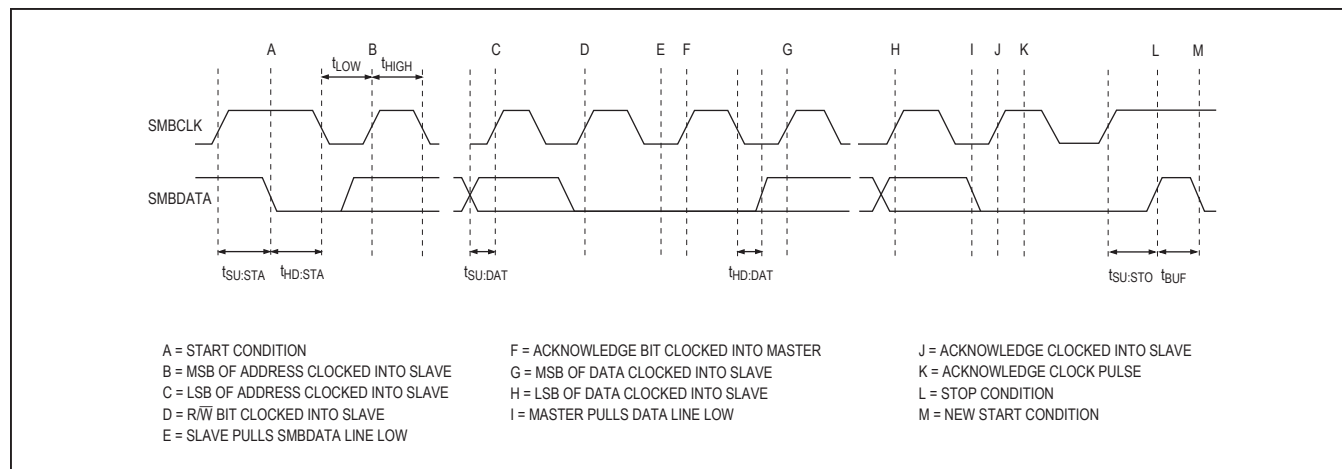 A B C D E F G H I J K L M
tLOW tHIGH
SMBCLK
SMBDATA
tSU:STA tHD:STA tSU:DAT tHD:DAT tSU:STO tBUF
A = START CONDITION
B = MSB OF ADDRESS CLOCKED INTO SLAVE
C = LSB OF ADDRESS CLOCKED INTO SLAVE
D = R/W̅ BIT CLOCKED INTO SLAVE
E = SLAVE PULLS SMBDATA LINE LOW
F = ACKNOWLEDGE BIT CLOCKED INTO MASTER
G = MSB OF DATA CLOCKED INTO SLAVE
H = LSB OF DATA CLOCKED INTO SLAVE
I = MASTER PULLS DATA LINE LOW
J = ACKNOWLEDGE CLOCKED INTO SLAVE
K = ACKNOWLEDGE CLOCK PULSE
L = STOP CONDITION
M = NEW START CONDITION